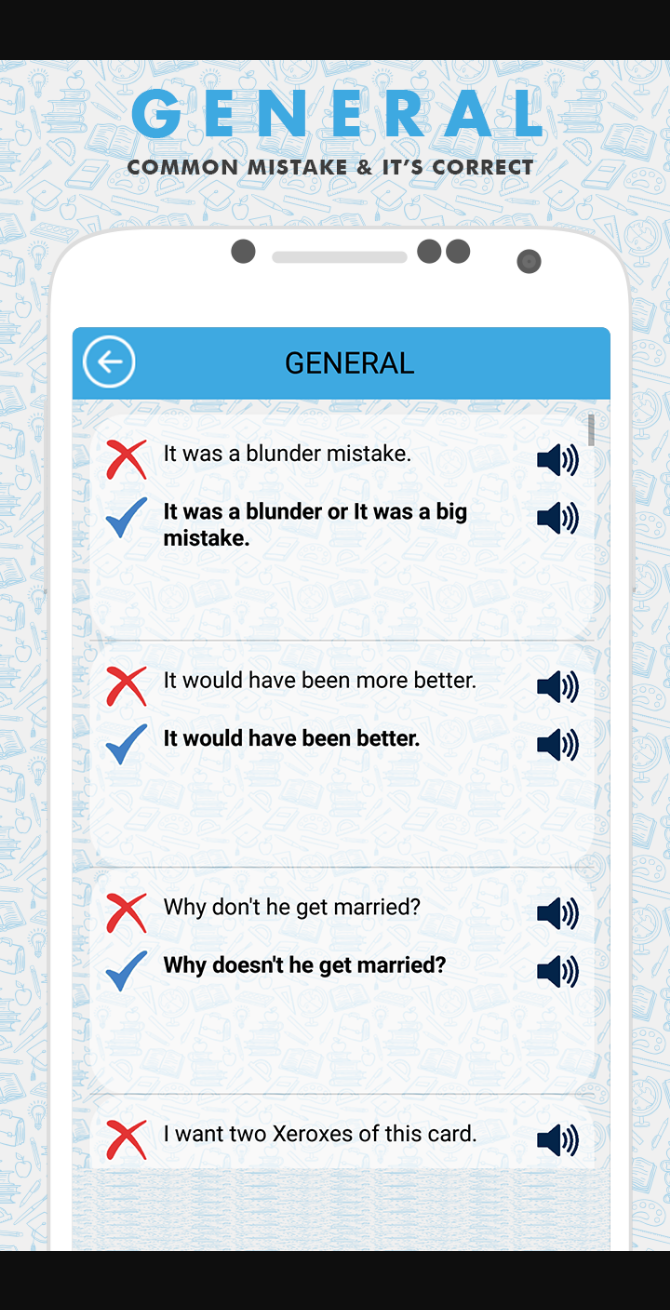 GENERAL
COMMON MISTAKE & IT'S CORRECT
GENERAL
It was a blunder mistake.
It was a blunder or It was a big
mistake.
It would have been more better.
It would have been better.
Why don't he get married?
Why doesn't he get married?
I want two Xeroxes of this card.